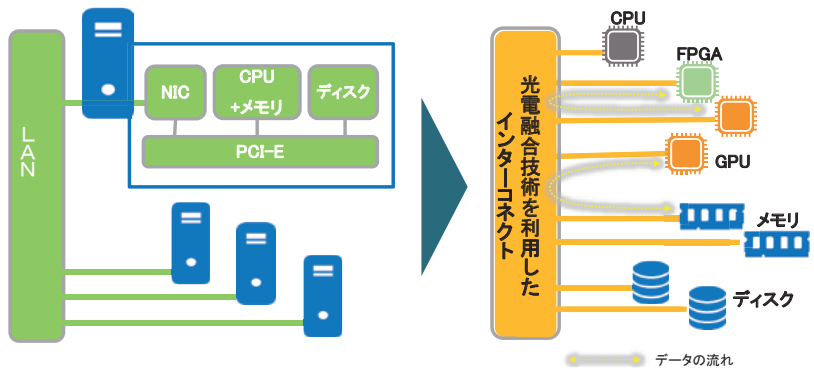 LAN
NIC
CPU
+メモリ
ディスク
PCI-E
光電融合技術を利用した
インターコネクト
CPU
FPGA
GPU
メモリ
ディスク
データの流れ